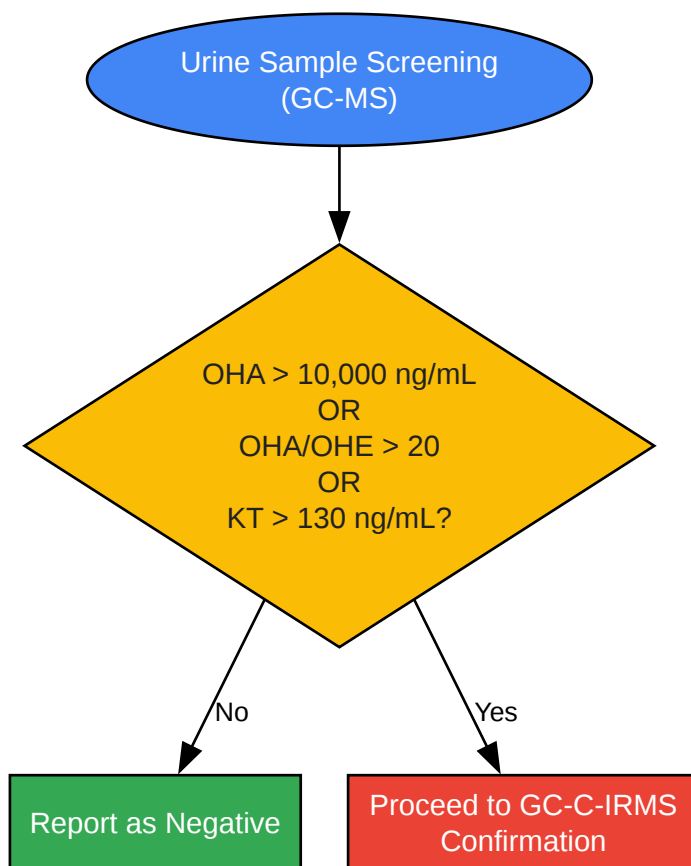 Urine Sample Screening
(GC-MS)
OHA > 10,000 ng/mL
OR
OHA/OHE > 20
OR
KT > 130 ng/mL?
No
Yes
Report as Negative
Proceed to GC-C-IRMS
Confirmation